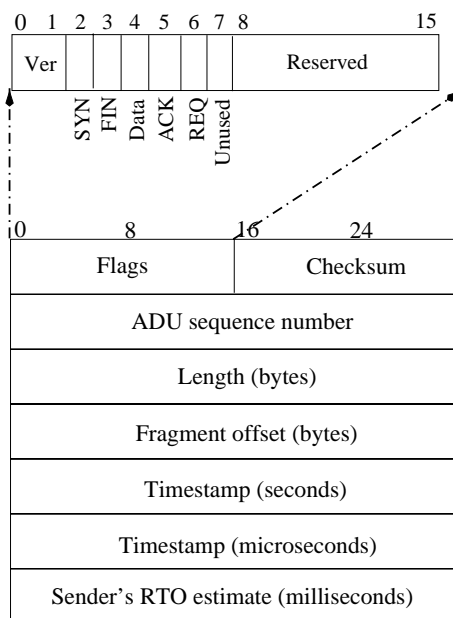 0 1 2 3 4 5 6 7 8 15
Ver Reserved
SYN
FIN
Data
ACK
REQ
Unused
0 8 16 24
Flags Checksum
ADU sequence number
Length (bytes)
Fragment offset (bytes)
Timestamp (seconds)
Timestamp (microseconds)
Sender's RTO estimate (milliseconds)